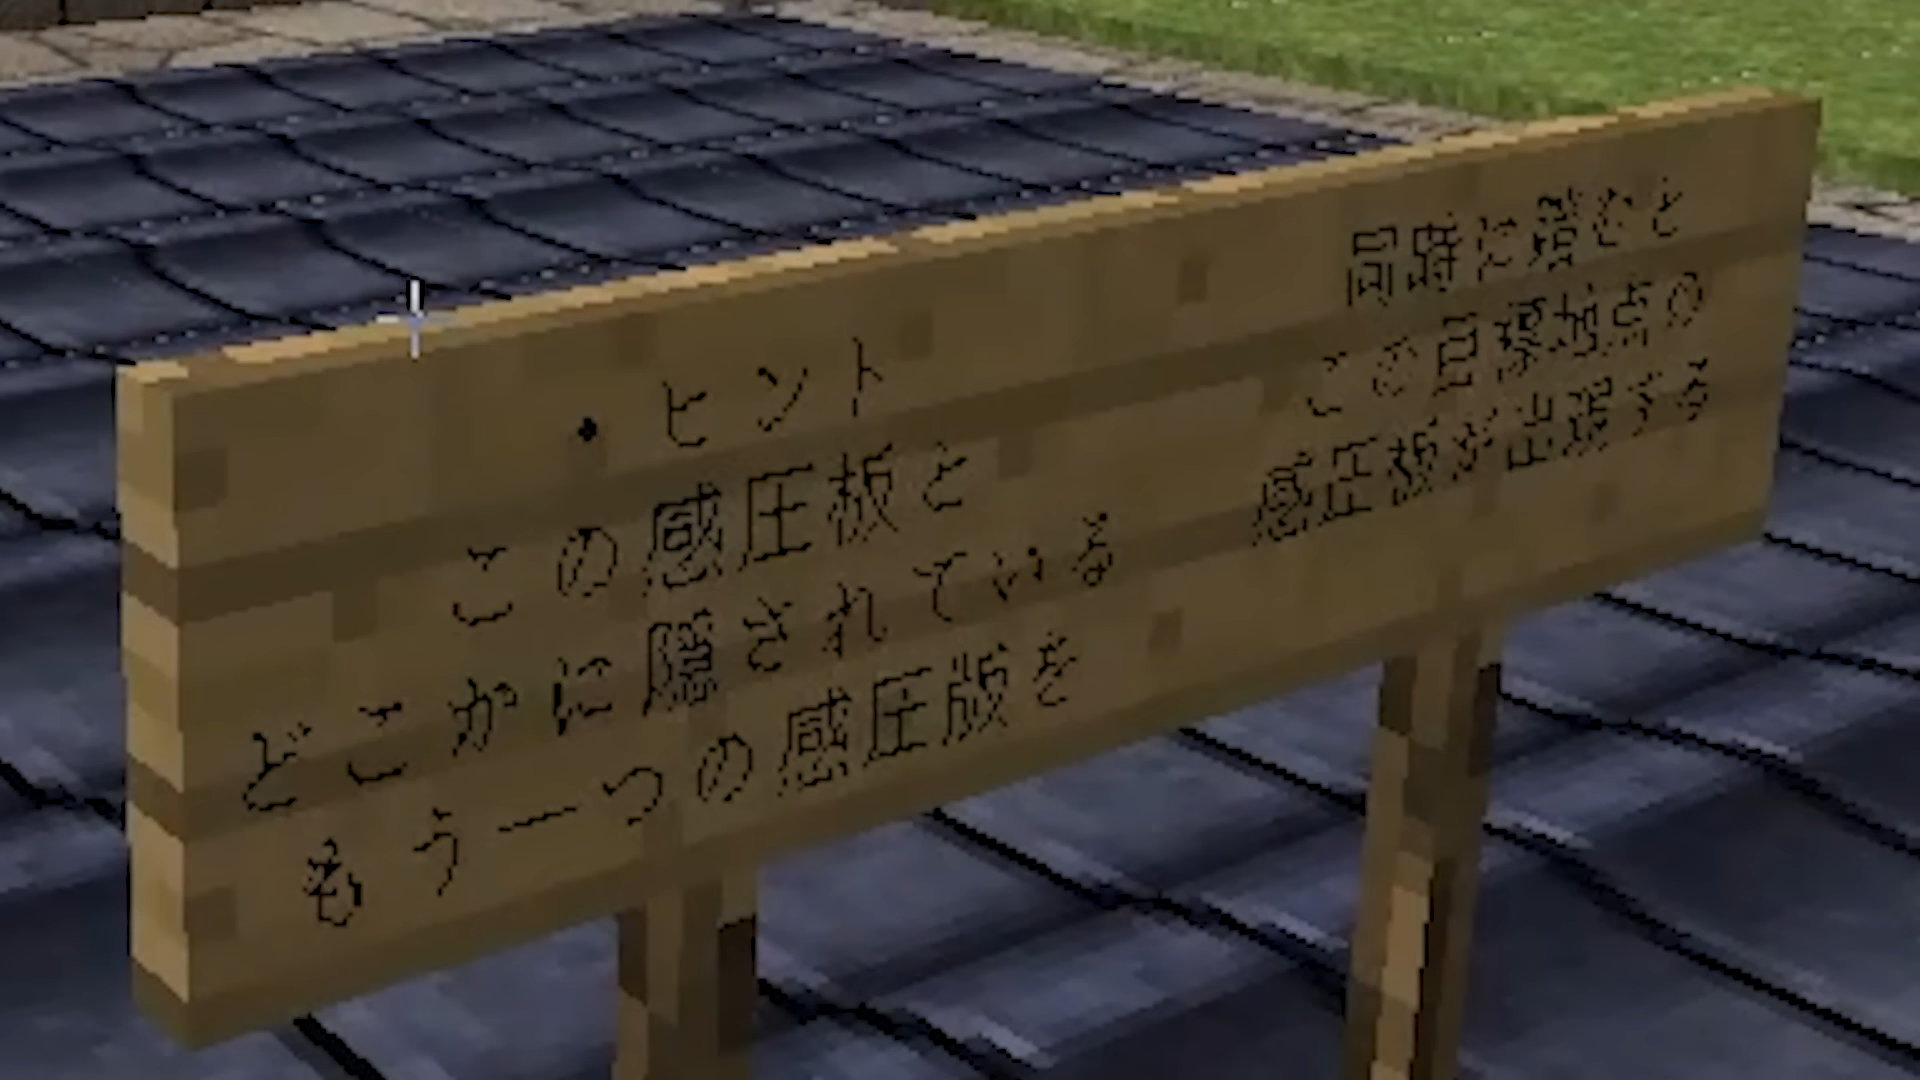 ・ヒント
この感圧板と
どこかに隠されている
もう一つの感圧版を
同時に踏むと
この目標地点の
感圧板が出現する